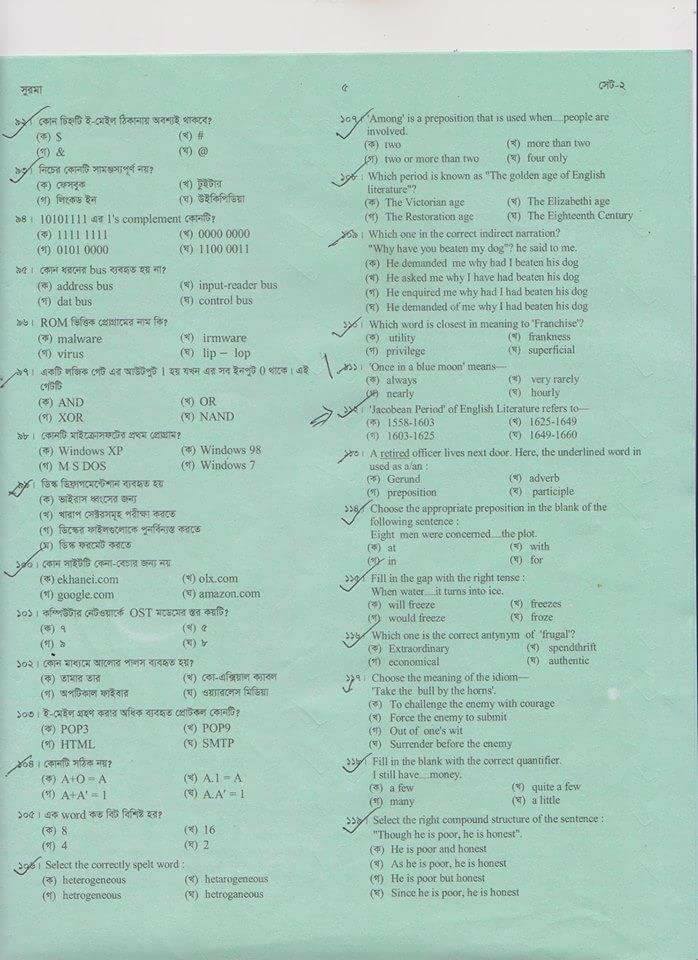 সুরমা
৫
সেট-২
৯২। কোন চিহ্নটি ই-মেইল ঠিকানায় অবশ্যই থাকবে?
(ক) $ (খ) #
(গ) & (ঘ) @
৯৩। নিচের কোনটি সামঞ্জস্যপূর্ণ নয়?
(ক) ফেসবুক (খ) টুইটার
(গ) লিংকড ইন (ঘ) উইকিপিডিয়া
৯৪। 10101111 এর 1's complement কোনটি?
(ক) 1111 1111 (খ) 0000 0000
(গ) 0101 0000 (ঘ) 1100 0011
৯৫। কোন ধরনের bus ব্যবহৃত হয় না?
(ক) address bus (খ) input-reader bus
(গ) dat bus (ঘ) control bus
৯৬। ROM ভিত্তিক প্রোগ্রামের নাম কি?
(ক) malware (খ) irmware
(গ) virus (ঘ) lip – lop
৯৭। একটি লজিক গেট এর আউটপুট 1 হয় যখন এর সব ইনপুট 0 থাকে। এই
গেটটি
(ক) AND (খ) OR
(গ) XOR (ঘ) NAND
৯৮। কোনটি মাইক্রোসফটের প্রথম প্রোগ্রাম?
(ক) Windows XP (ক) Windows 98
(গ) M S DOS (গ) Windows 7
৯৯। ডিস্ক ডিফ্রাগমেন্টেশান ব্যবহৃত হয়
(ক) ভাইরাস ধ্বংসের জন্য
(খ) খারাপ সেক্টরসমূহ পরীক্ষা করতে
(গ) ডিস্কের ফাইলগুলোকে পুনর্বিন্যস্ত করতে
(ঘ) ডিস্ক ফরমেট করতে
১০০। কোন সাইটটি কেনা-বেচার জন্য নয়
(ক) ekhanei.com (খ) olx.com
(গ) google.com (ঘ) amazon.com
১০১। কম্পিউটার নেটওয়ার্কে OST মডেমের স্তর কয়টি?
(ক) ৭ (খ) ৫
(গ) ৯ (ঘ) ৮
১০২। কোন মাধ্যমে আলোর পালস ব্যবহৃত হয়?
(ক) তামার তার (খ) কো-এক্সিয়াল ক্যাবল
(গ) অপটিকাল ফাইবার (ঘ) ওয়্যারলেস মিডিয়া
১০৩। ই-মেইল গ্রহণ করার অধিক ব্যবহৃত প্রোটকল কোনটি?
(ক) POP3 (খ) POP9
(গ) HTML (ঘ) SMTP
১০৪। কোনটি সঠিক নয়?
(ক) A+O = A (খ) A.1 = A
(গ) A+A' = 1 (ঘ) A.A' = 1
১০৫। এক word কত বিট বিশিষ্ট হয়?
(ক) 8 (খ) 16
(গ) 4 (ঘ) 2
১০৬। Select the correctly spelt word :
(ক) heterogeneous (খ) hetarogeneous
(গ) hetrogeneous (ঘ) hetroganeous
১০৭। 'Among' is a preposition that is used when....people are
involved.
(ক) two (খ) more than two
(গ) two or more than two (ঘ) four only
১০৮। Which period is known as "The golden age of English
literature"?
(ক) The Victorian age (খ) The Elizabethi age
(গ) The Restoration age (ঘ) The Eighteenth Century
১০৯। Which one in the correct indirect narration?
"Why have you beaten my dog"? he said to me.
(ক) He demanded me why had I beaten his dog
(খ) He asked me why I have had beaten his dog
(গ) He enquired me why had I had beaten his dog
(ঘ) He demanded of me why I had beaten his dog
১১০। Which word is closest in meaning to 'Franchise'?
(ক) utility (খ) frankness
(গ) privilege (ঘ) superficial
১১১। 'Once in a blue moon' means—
(ক) always (খ) very rarely
(গ) nearly (ঘ) hourly
১১২। 'Jacobean Period' of English Literature refers to—
(ক) 1558-1603 (খ) 1625-1649
(গ) 1603-1625 (ঘ) 1649-1660
১১৩। A retired officer lives next door. Here, the underlined word in
used as a/an :
(ক) Gerund (খ) adverb
(গ) preposition (ঘ) participle
১১৪। Choose the appropriate preposition in the blank of the
following sentence :
Eight men were concerned....the plot.
(ক) at (খ) with
(গ) in (ঘ) for
১১৫। Fill in the gap with the right tense :
When water....it turns into ice.
(ক) will freeze (খ) freezes
(গ) would freeze (ঘ) froze
১১৬। Which one is the correct antynym of 'frugal'?
(ক) Extraordinary (খ) spendthrift
(গ) economical (ঘ) authentic
১১৭। Choose the meaning of the idiom—
'Take the bull by the horns'.
(ক) To challenge the enemy with courage
(খ) Force the enemy to submit
(গ) Out of one's wit
(ঘ) Surrender before the enemy
১১৮। Fill in the blank with the correct quantifier.
I still have....money.
(ক) a few (খ) quite a few
(গ) many (ঘ) a little
১১৯। Select the right compound structure of the sentence :
"Though he is poor, he is honest".
(ক) He is poor and honest
(খ) As he is poor, he is honest
(গ) He is poor but honest
(ঘ) Since he is poor, he is honest